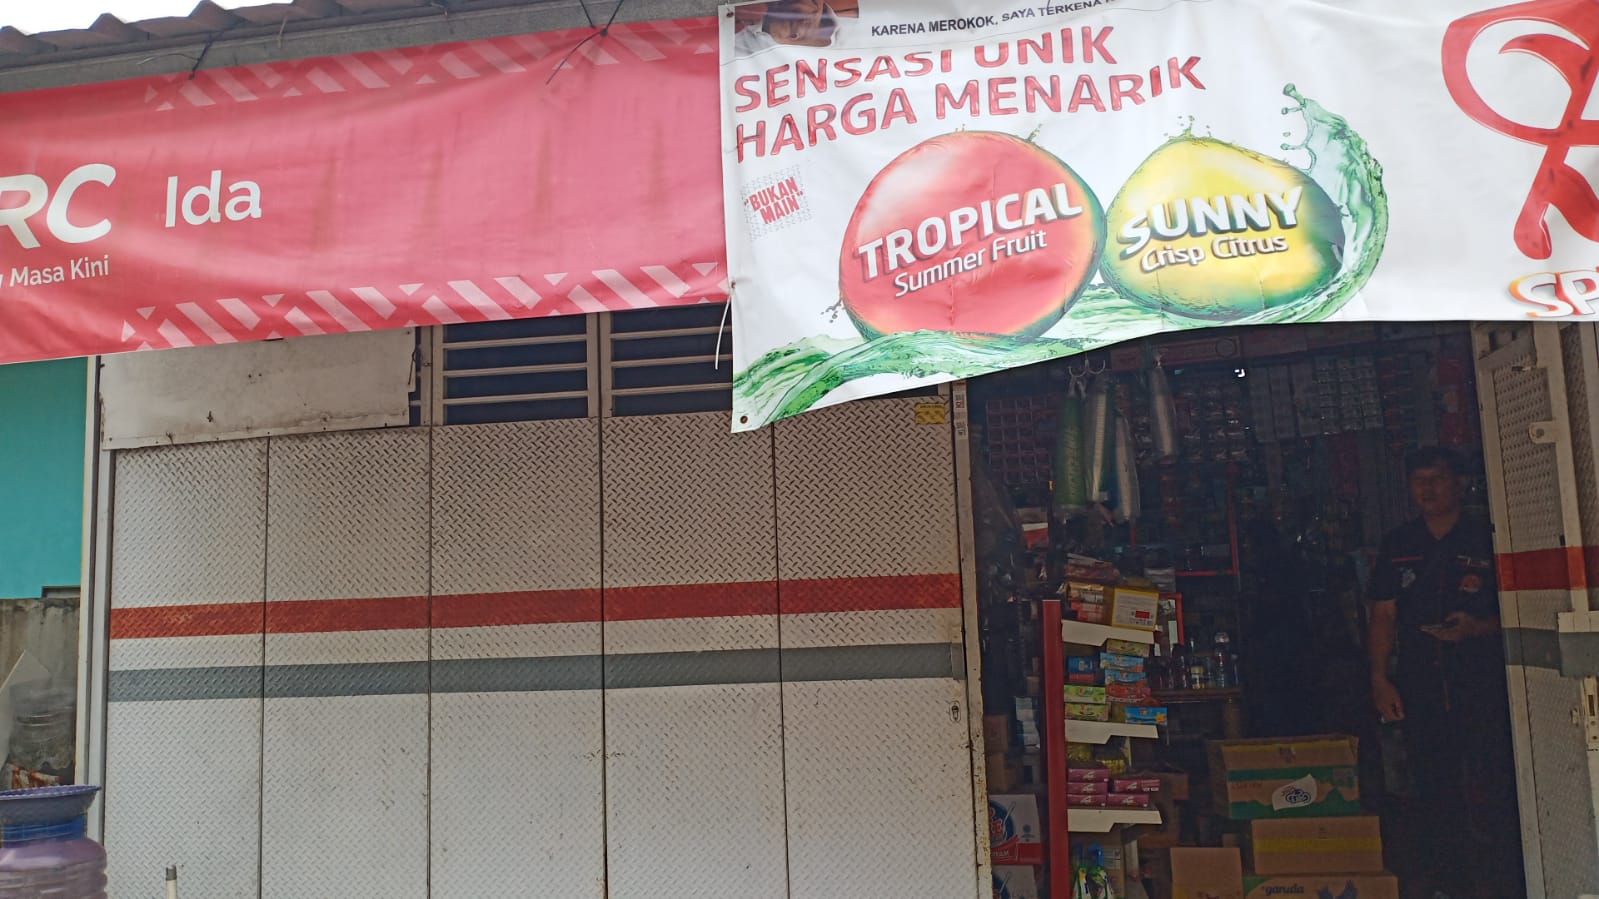 RC Ida
Masa Kini
KARENA MEROKOK, SAYA TERKENA
SENSASI UNIK
HARGA MENARIK
"BUKAN
MAIN"
TROPICAL
Summer Fruit
SUNNY
Crisp Citrus
SP
garuda